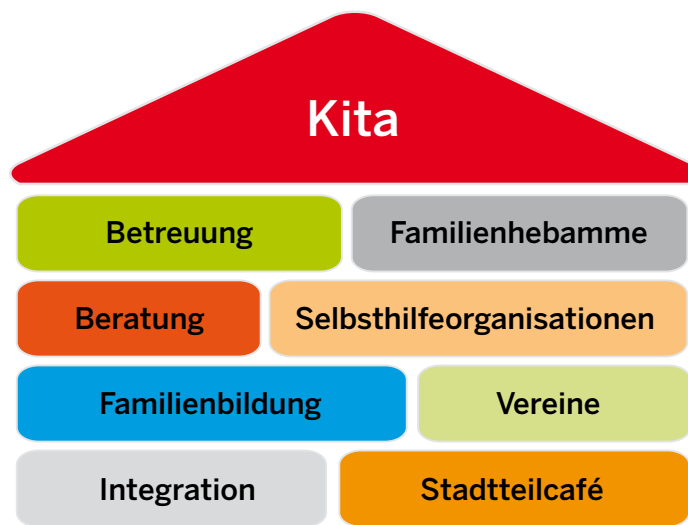 Kita
Betreuung
Familienhebamme
Beratung
Selbsthilfeorganisationen
Familienbildung
Vereine
Integration
Stadtteilcafé